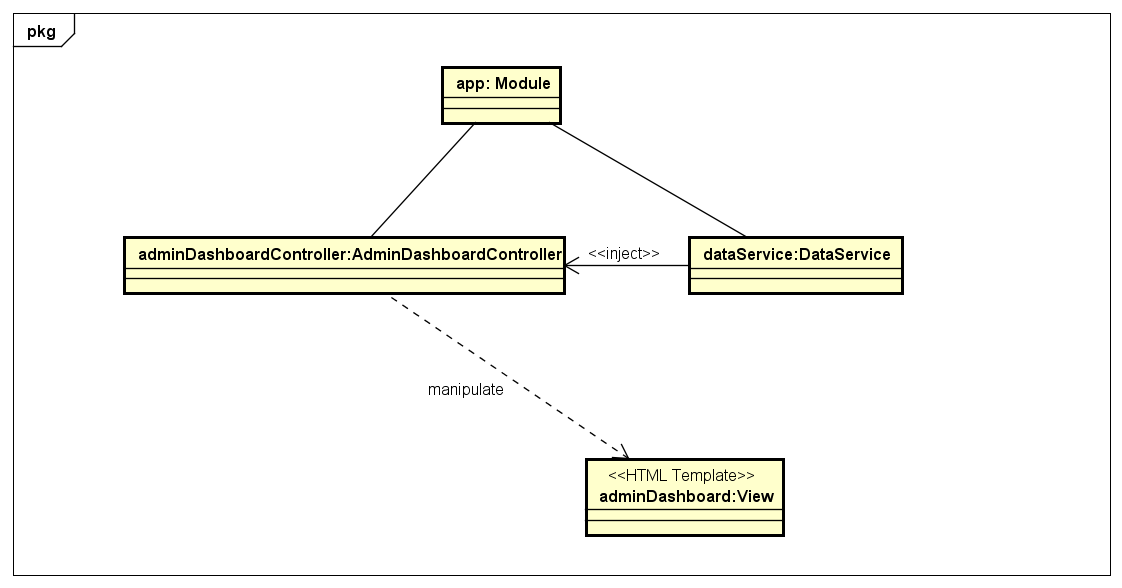 pkg
app: Module
adminDashboardController:AdminDashboardController
<<inject>>
dataService:DataService
manipulate
<<HTML Template>>
adminDashboard:View